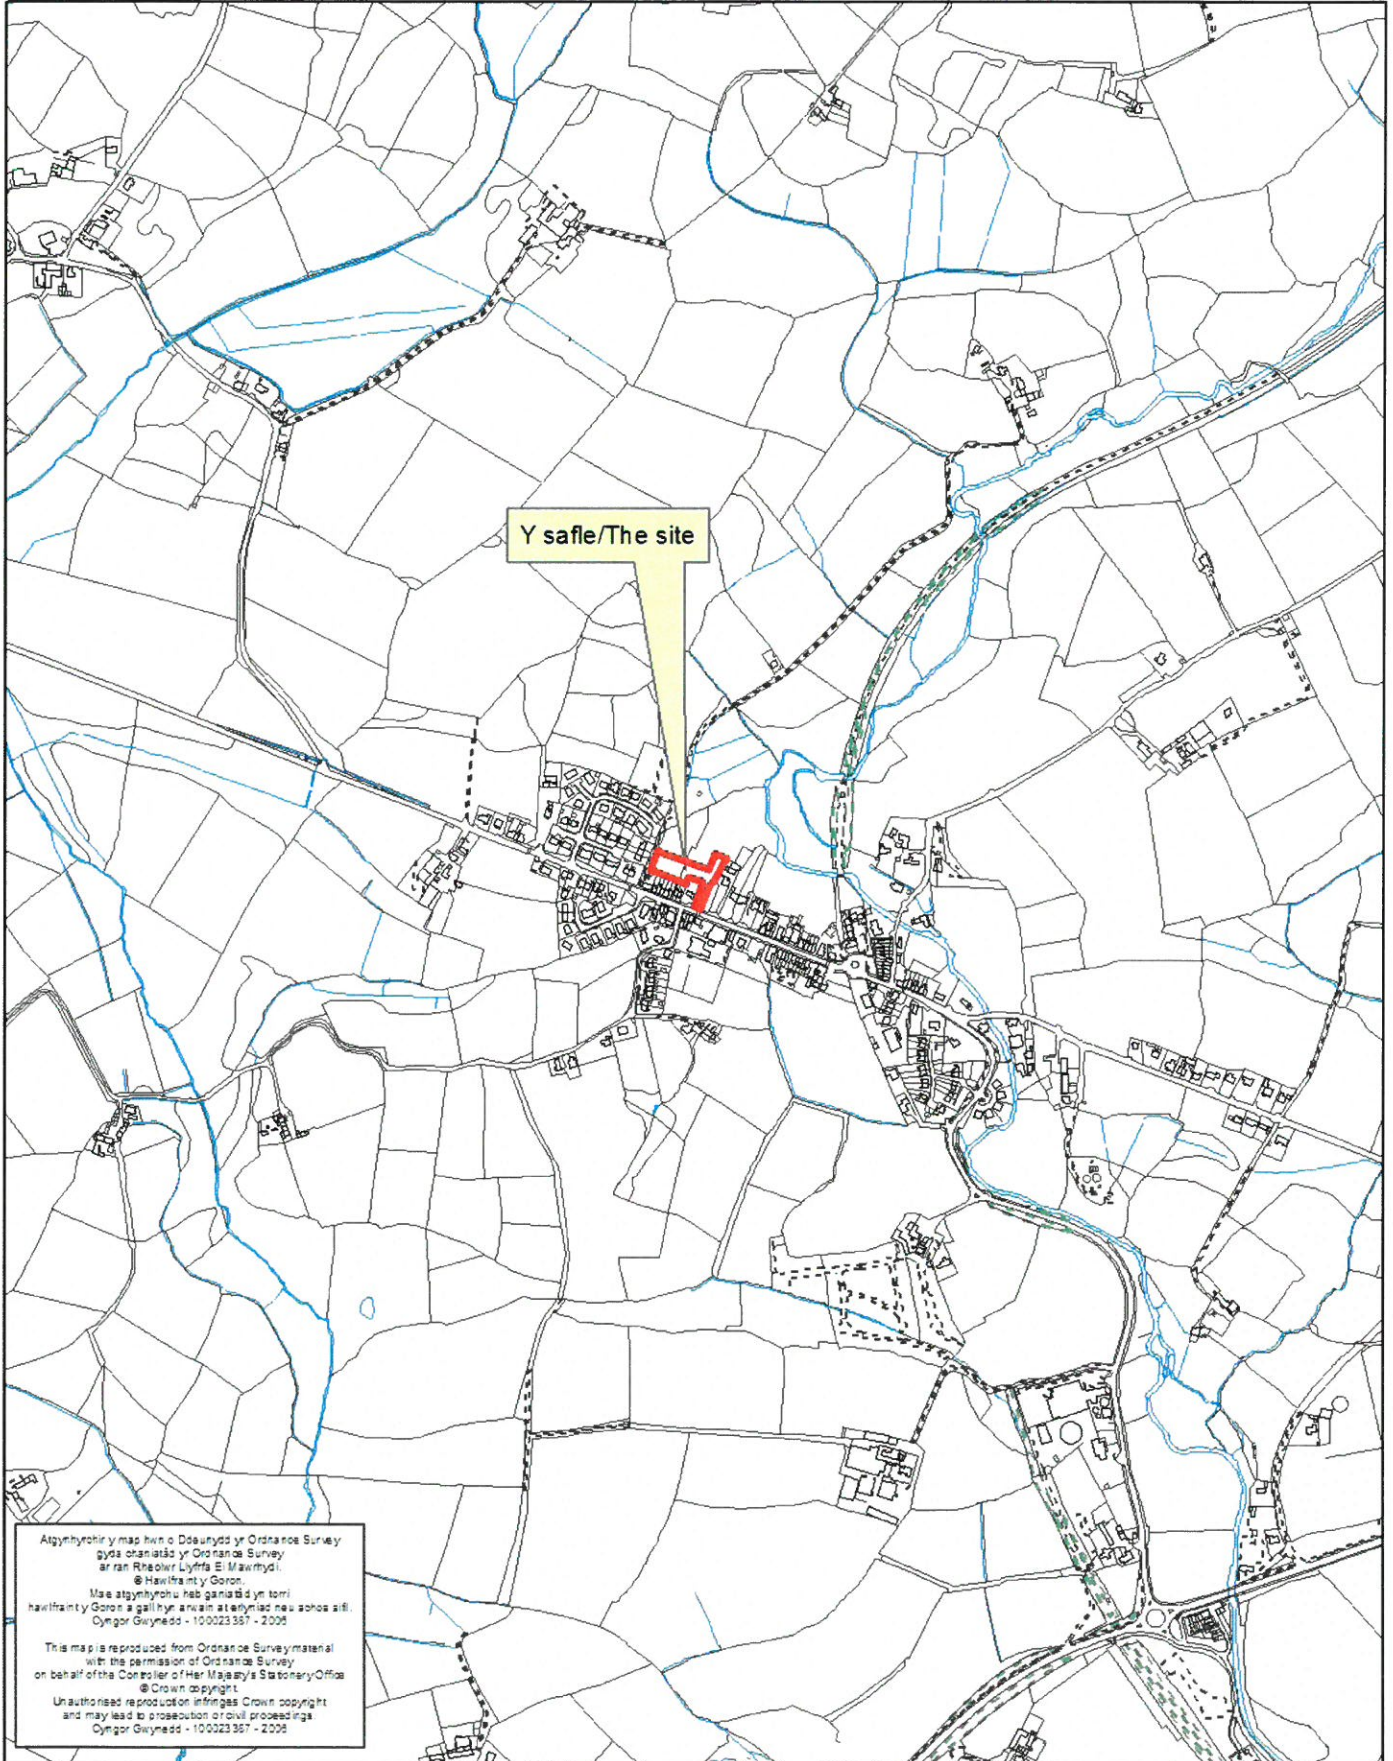 Y safle/The site
Atgynhyrchir y map hwn o Ddeunydd yr Ordnance Survey
gyda chaniatâd yr Ordnance Survey
ar ran Rheolwr Llyfrfa Ei Mawrhydi.
© Hawlfraint y Goron.
Mae atgynhyrchu heb ganiatâd yn torri
hawlfraint y Goron a gall hyn arwain at erlyniad neu achos sifil.
Cyngor Gwynedd - 100023387 - 2008
This map is reproduced from Ordnance Survey material
with the permission of Ordnance Survey
on behalf of the Controller of Her Majesty's Stationery Office
© Crown copyright.
Unauthorised reproduction infringes Crown copyright
and may lead to prosecution or civil proceedings
Cyngor Gwynedd - 100023387 - 2008